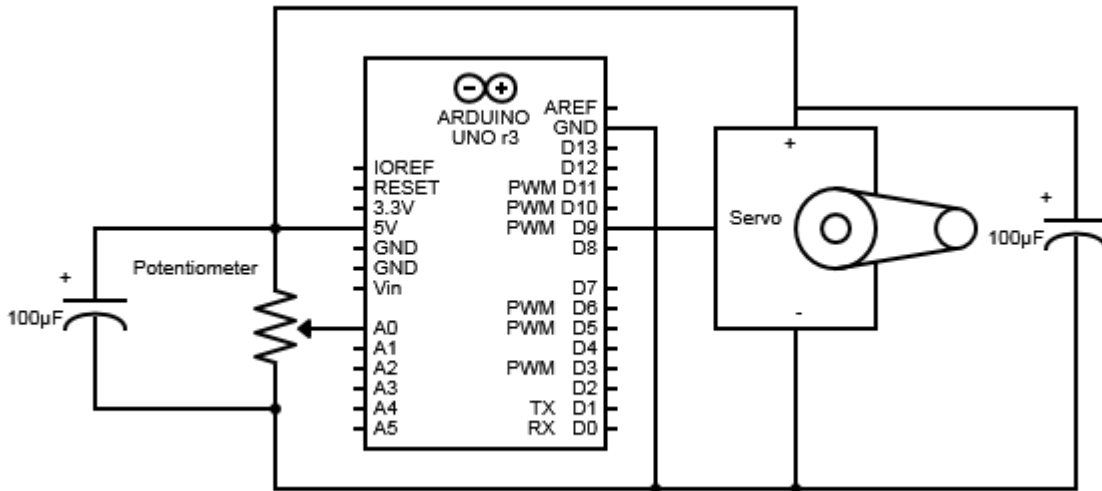 ARDUINO
UNO r3
AREF
GND
D13
IOREF
D12
RESET
PWM D11
3.3V
PWM D10
5V
PWM D9
GND
D8
GND
Vin
D7
PWM D6
A0
PWM D5
A1
D4
A2
PWM D3
A3
D2
A4
TX D1
A5
RX D0
Potentiometer
+
100µF
Servo
+
-
+
100µF